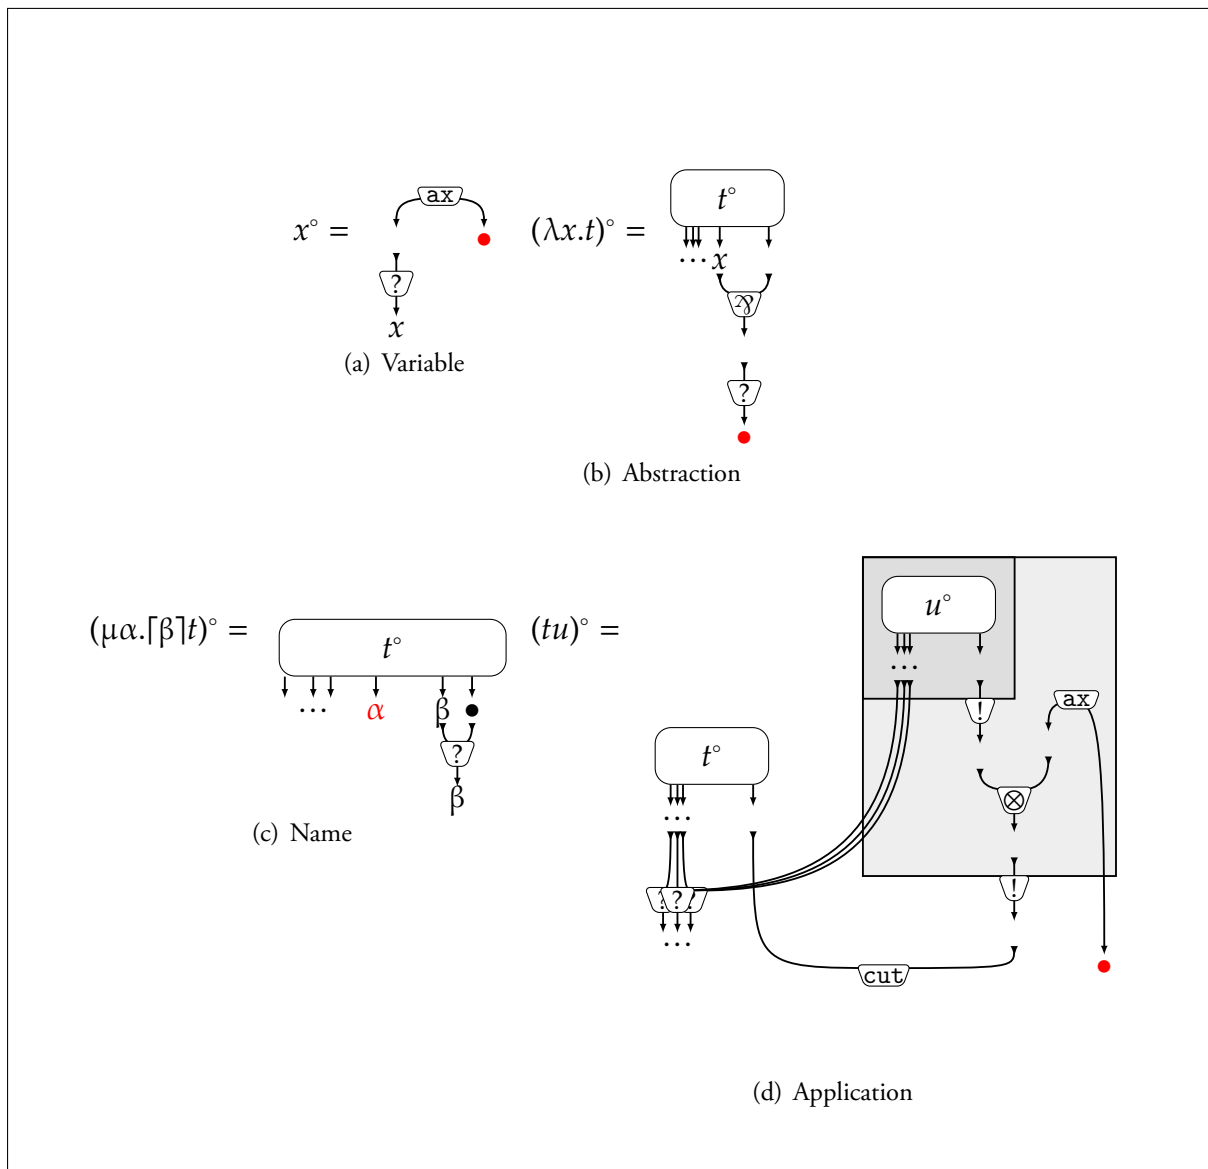 x° =
ax
?
x
(a) Variable
(λx.t)° =
t°
⋯ x
⅋
?
(b) Abstraction
(μα.⌈β⌉t)° =
t°
⋯ α β
?
β
(c) Name
(tu)° =
u°
⋯
!
ax
t°
⊗
⋯
!
? ? ?
⋯
cut
(d) Application